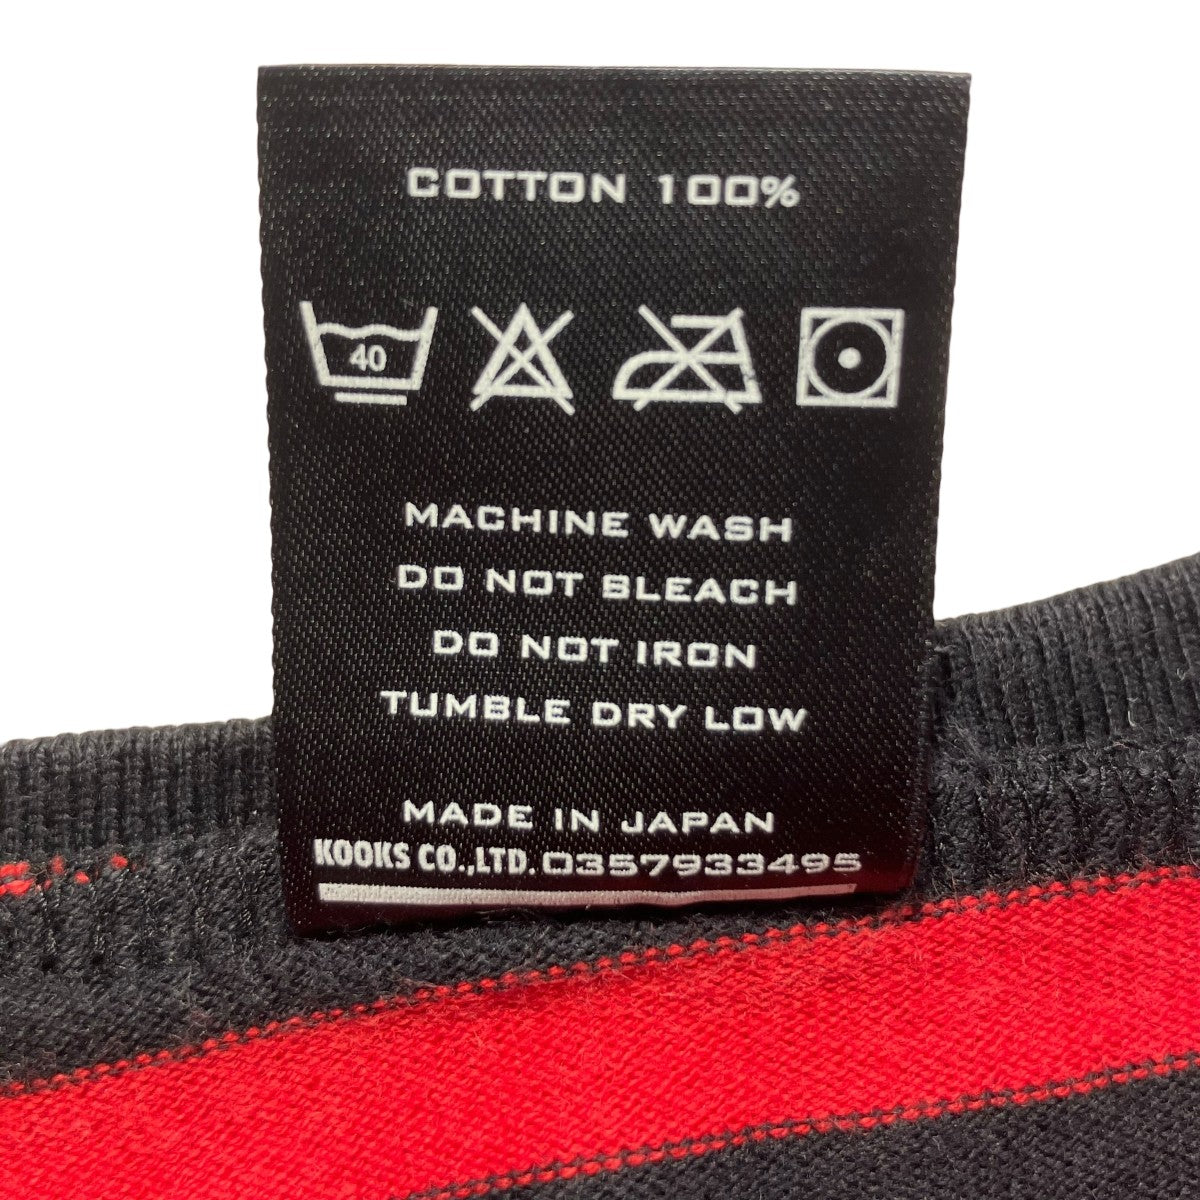 COTTON 100%
40
MACHINE WASH
DO NOT BLEACH
DO NOT IRON
TUMBLE DRY LOW
MADE IN JAPAN
KOOKS CO.,LTD. 0357933495